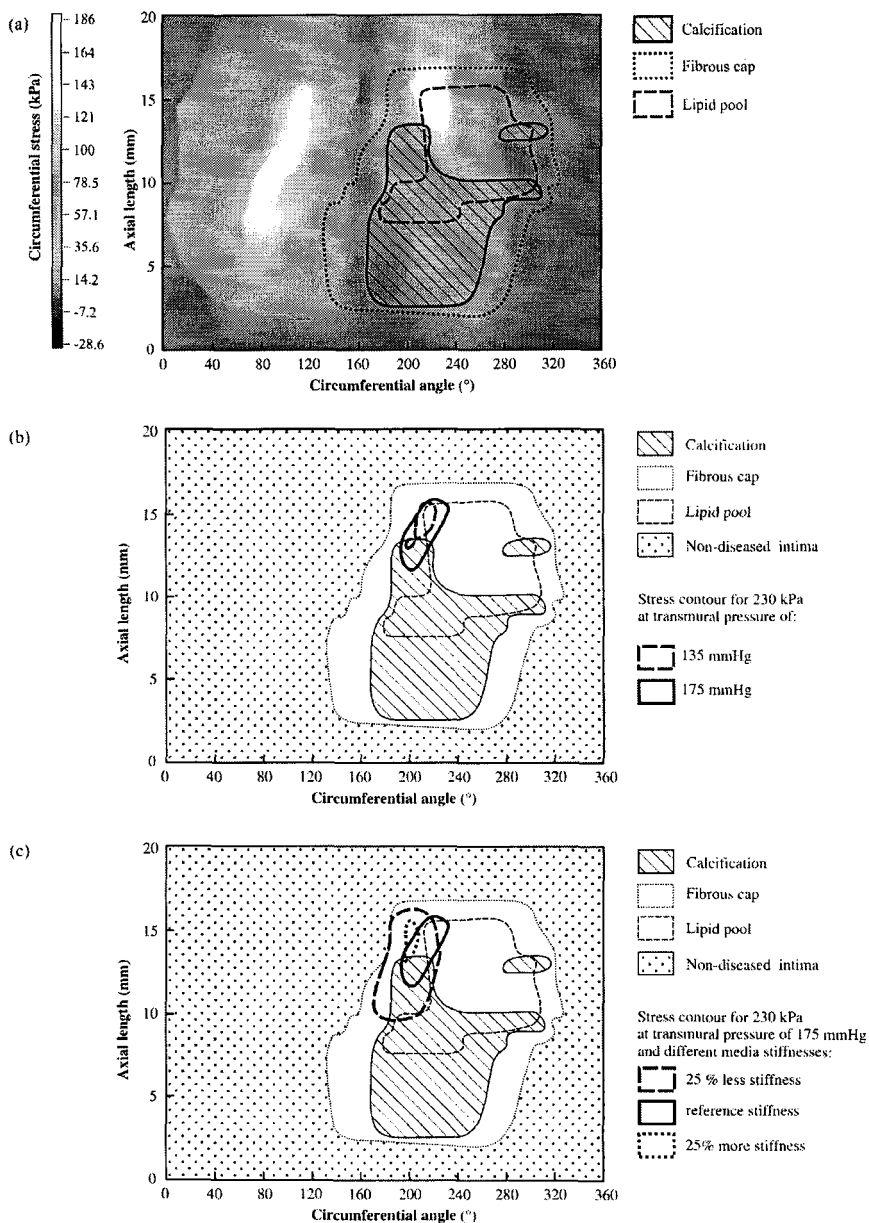 (a)
186
164
143
121
100
78.5
57.1
35.6
14.2
-7.2
-28.6
Circumferential stress (kPa)
20
15
10
5
0
Axial length (mm)
0 40 80 120 160 200 240 280 320 360
Circumferential angle (°)
Calcification
Fibrous cap
Lipid pool
(b)
20
15
10
5
0
Axial length (mm)
0 40 80 120 160 200 240 280 320 360
Circumferential angle (°)
Calcification
Fibrous cap
Lipid pool
Non-diseased intima
Stress contour for 230 kPa
at transmural pressure of:
135 mmHg
175 mmHg
(c)
20
15
10
5
0
Axial length (mm)
0 40 80 120 160 200 240 280 320 360
Circumferential angle (°)
Calcification
Fibrous cap
Lipid pool
Non-diseased intima
Stress contour for 230 kPa
at transmural pressure of 175 mmHg
and different media stiffnesses:
25 % less stiffness
reference stiffness
25% more stiffness